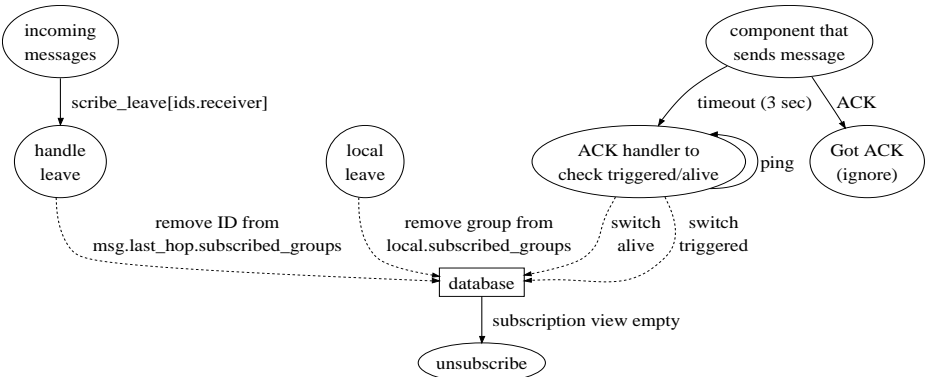 incoming
messages
component that
sends message
scribe_leave[ids.receiver]
timeout (3 sec)
ACK
handle
leave
local
leave
ACK handler to
check triggered/alive
ping
Got ACK
(ignore)
remove ID from
msg.last_hop.subscribed_groups
remove group from
local.subscribed_groups
switch
alive
switch
triggered
database
subscription view empty
unsubscribe